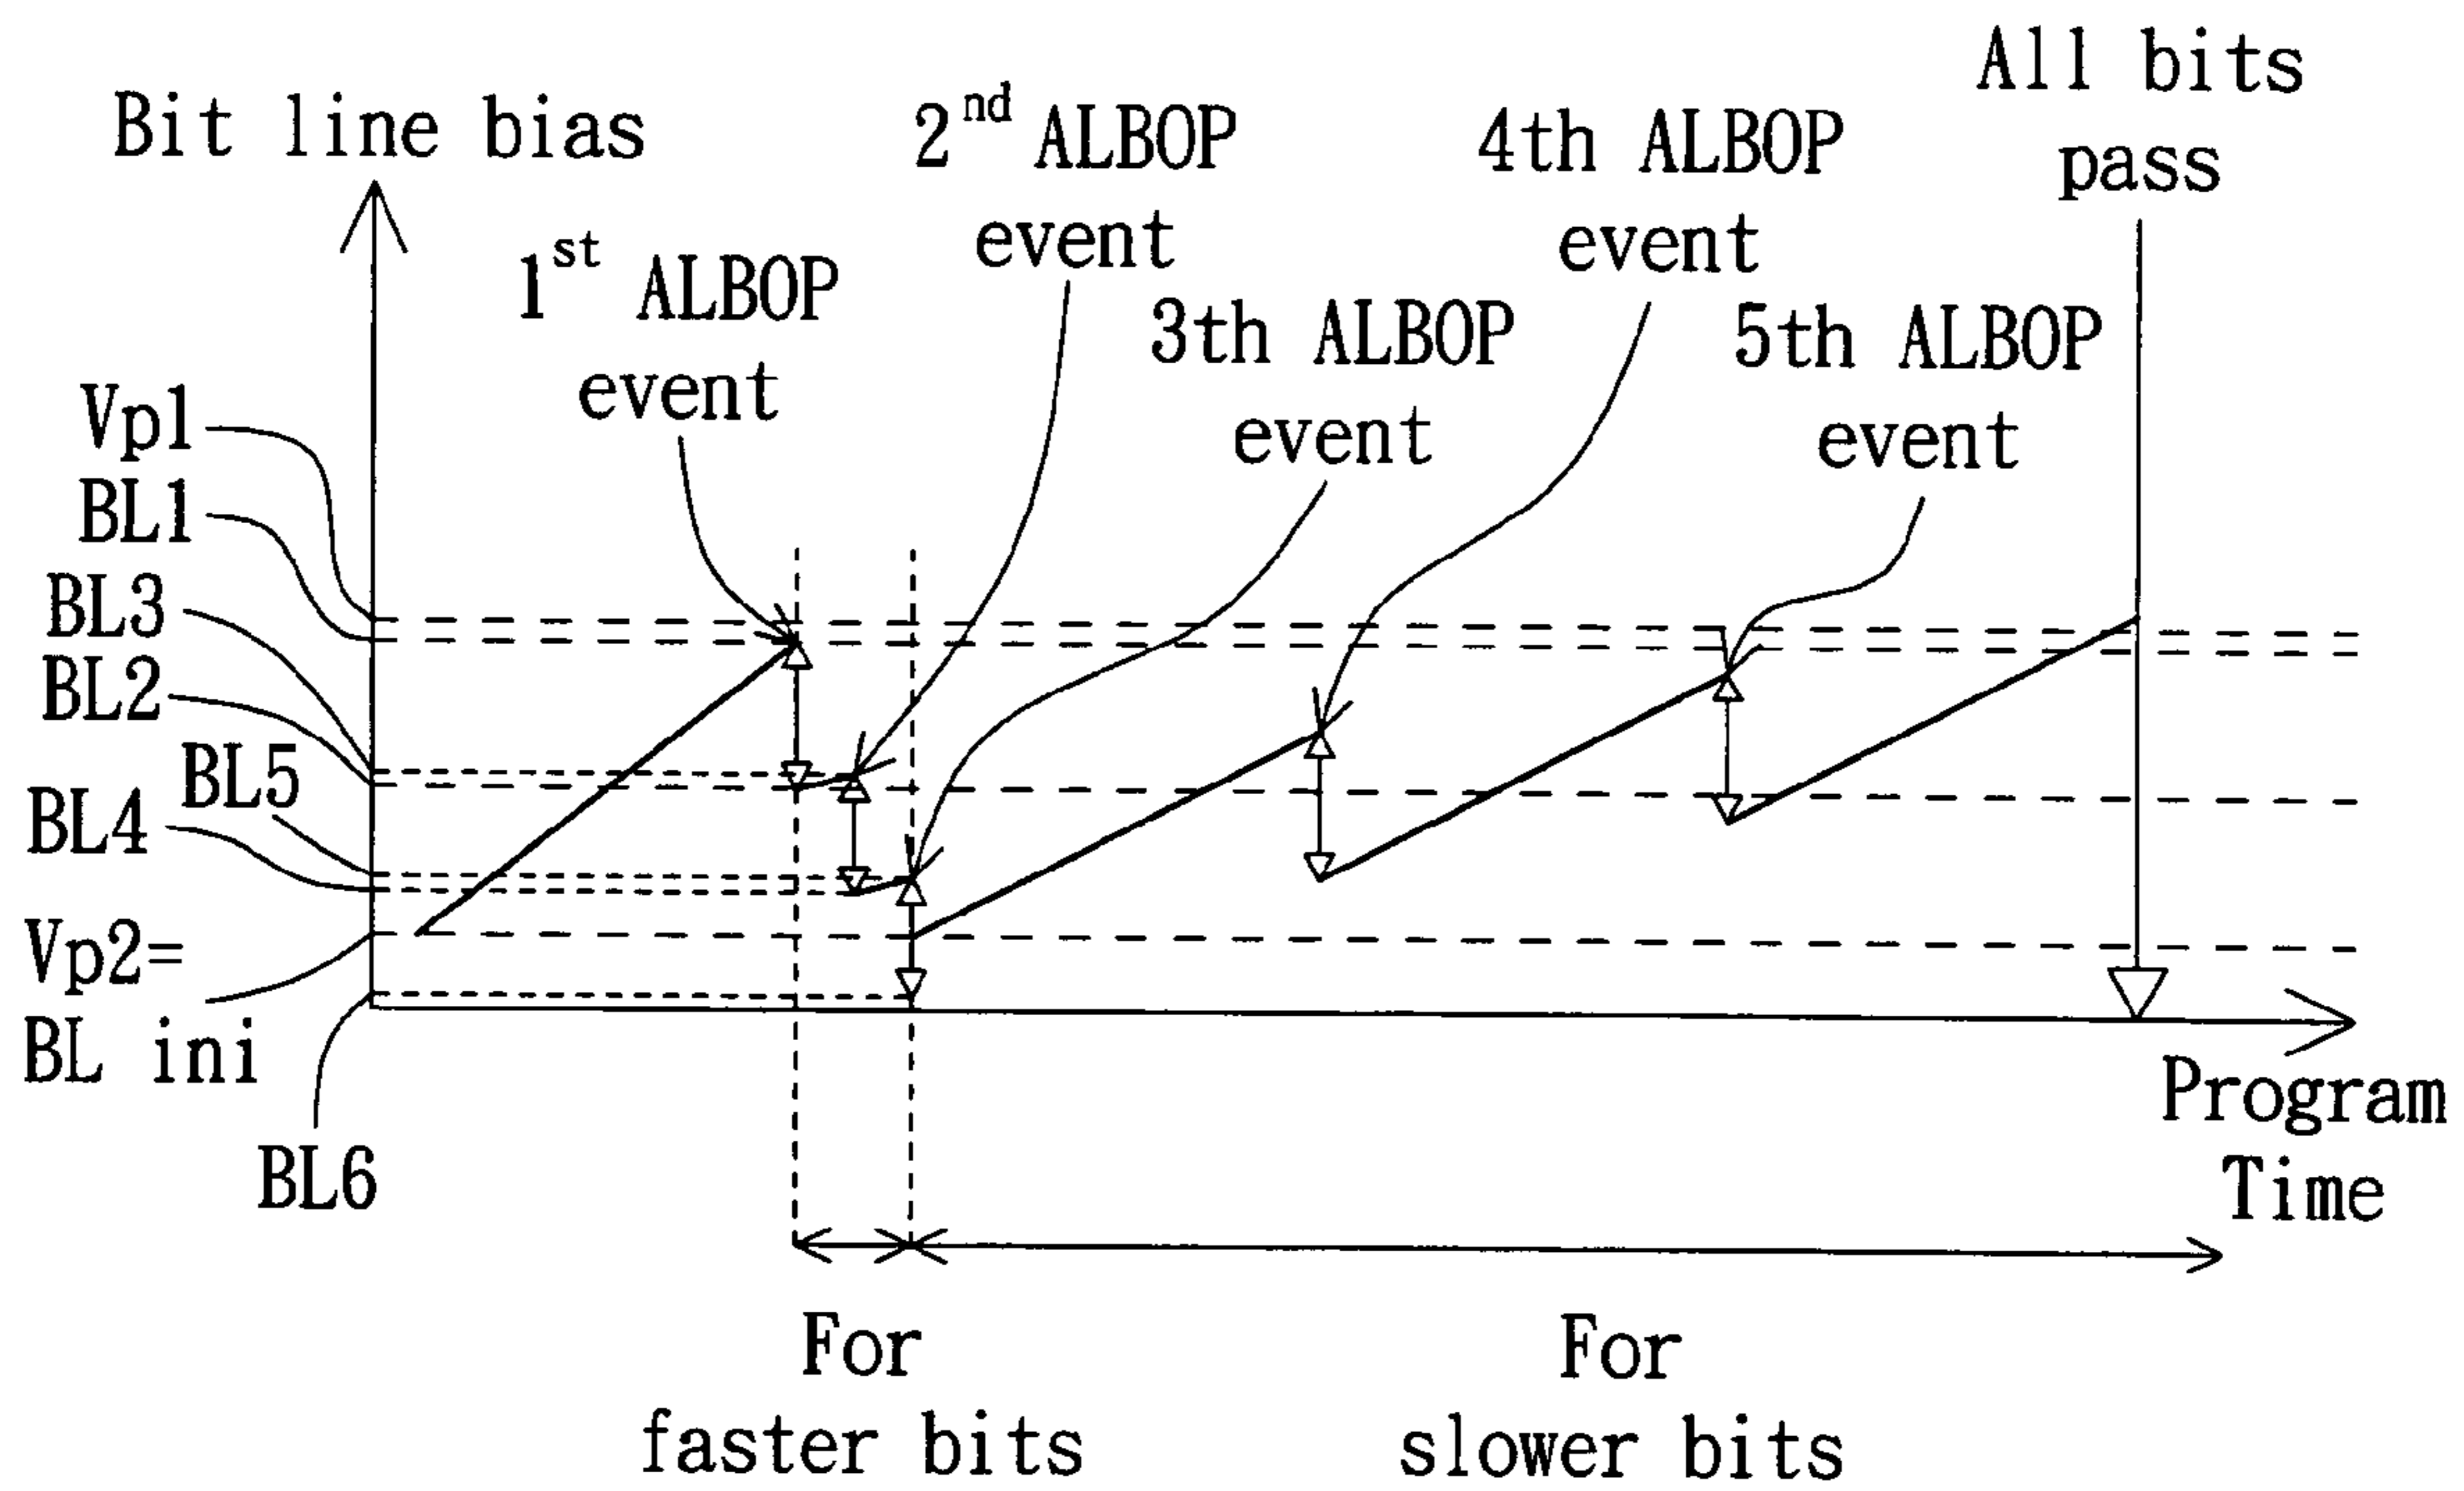 Bit line bias
1st ALBOP
event
2nd ALBOP
event
3th ALBOP
event
4th ALBOP
event
5th ALBOP
event
All bits
pass
Vp1
BL1
BL3
BL2
BL5
BL4
Vp2=
BL ini
BL6
Program
Time
For
faster bits
For
slower bits